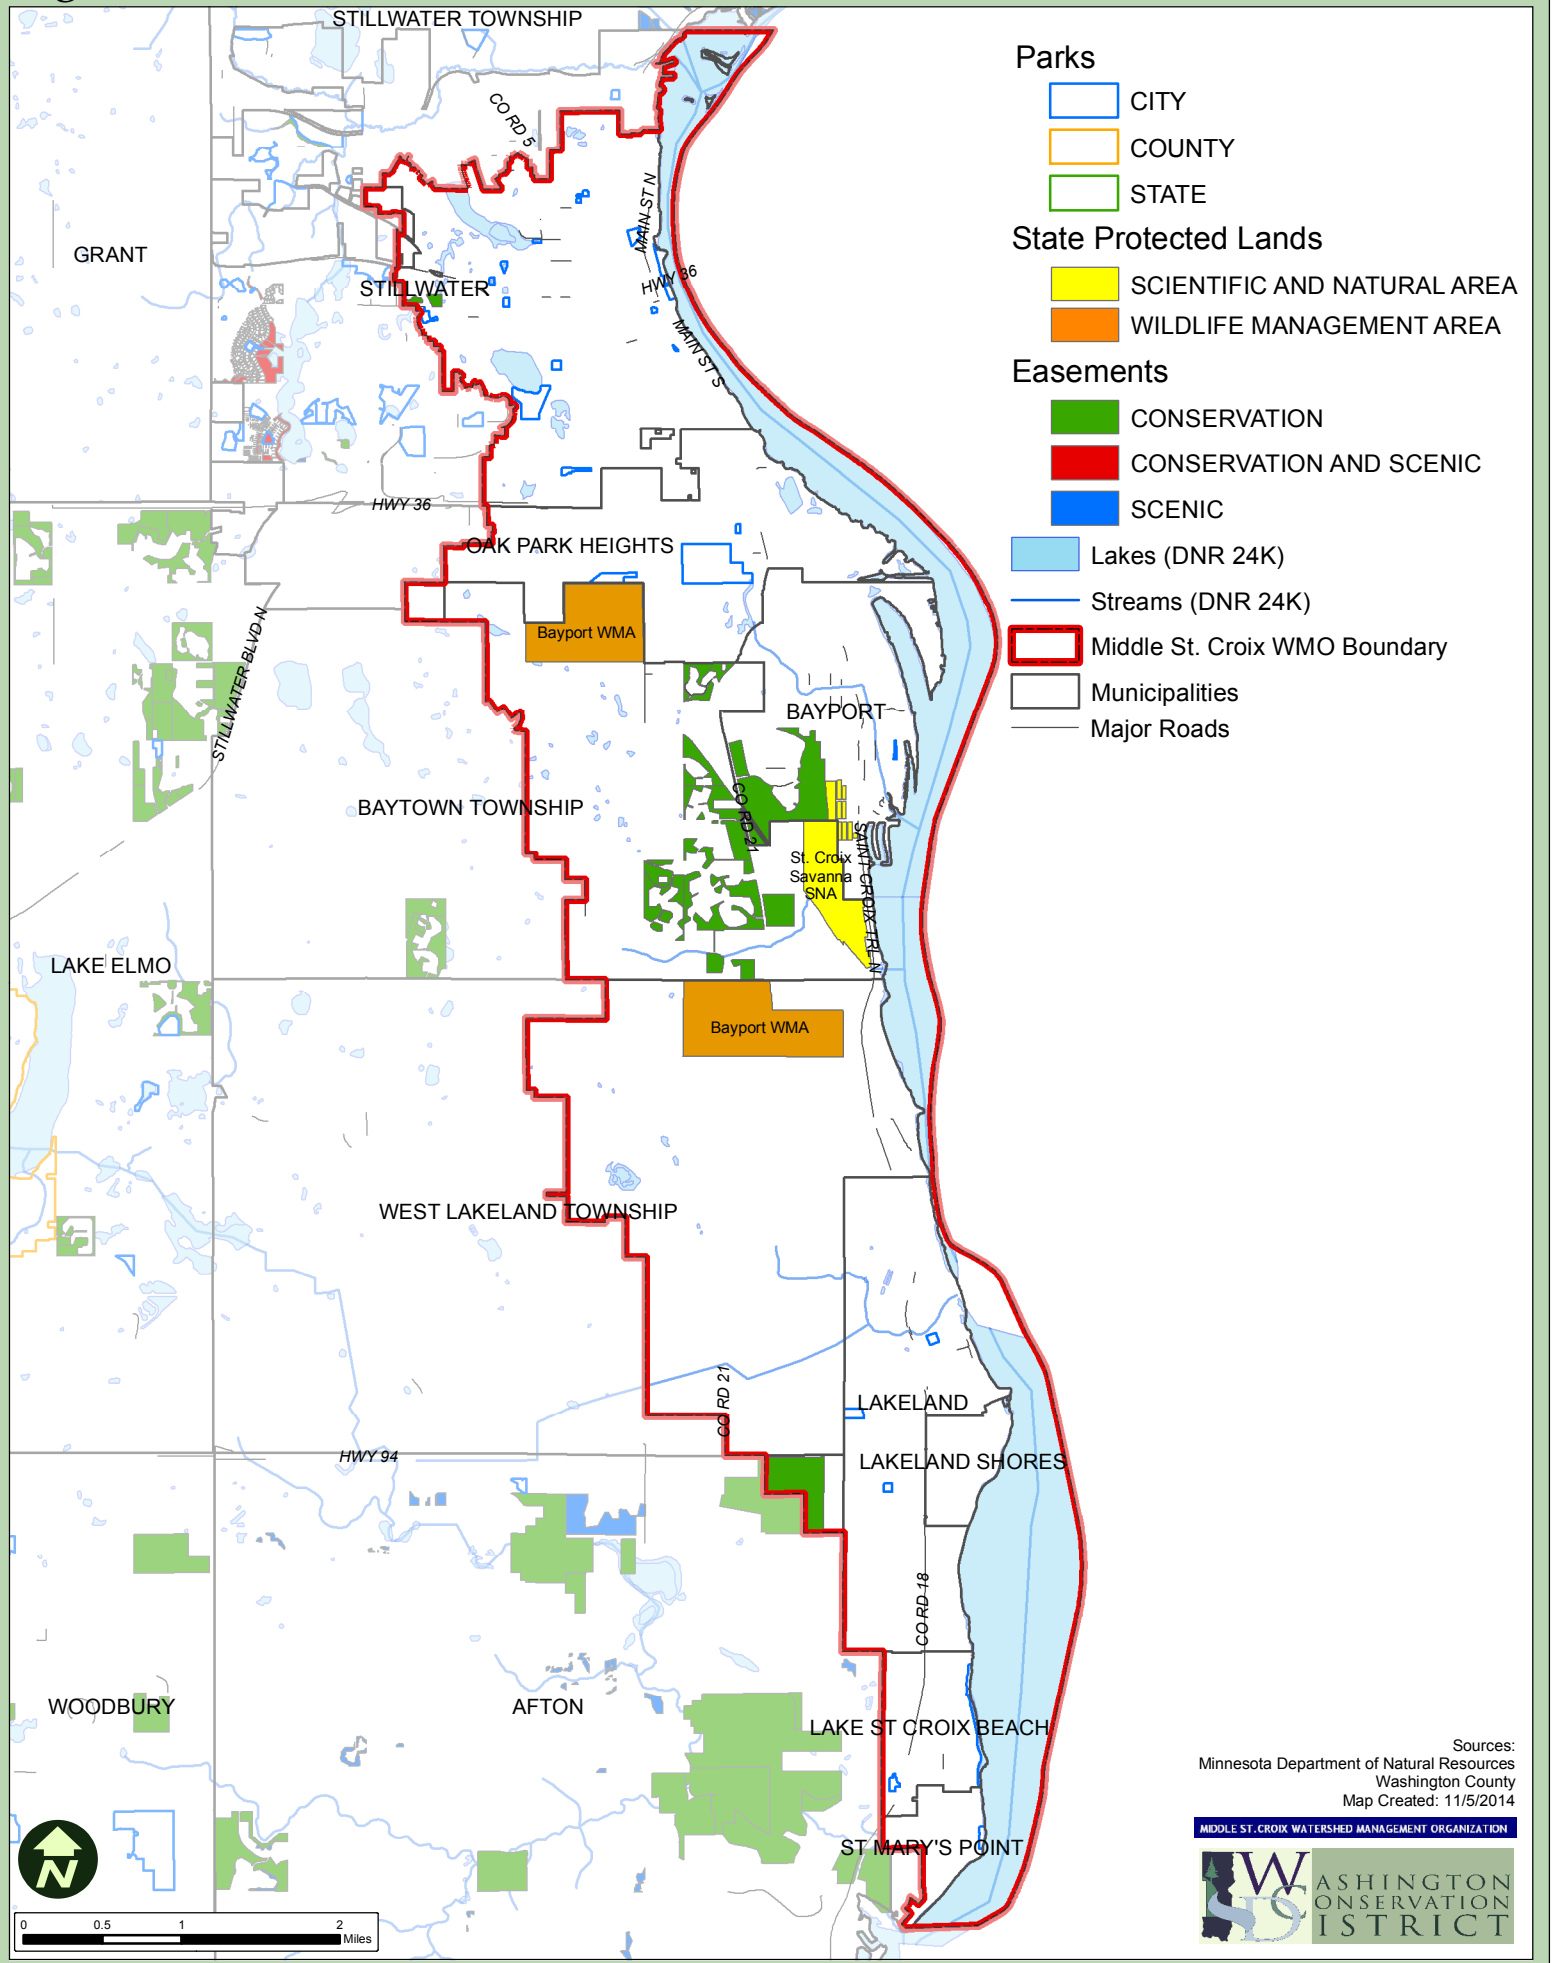 STILLWATER TOWNSHIP
CO RD 5
MAIN ST N
GRANT
STILLWATER
HWY 36
MAIN ST S
HWY 36
OAK PARK HEIGHTS
Bayport WMA
STILLWATER BLVD N
BAYPORT
BAYTOWN TOWNSHIP
CO RD 21
St. Croix
Savanna
SNA
SAINT CROIX TRL N
LAKE ELMO
Bayport WMA
WEST LAKELAND TOWNSHIP
CO RD 21
LAKELAND
HWY 94
LAKELAND SHORES
CO RD 18
WOODBURY
AFTON
LAKE ST CROIX BEACH
ST MARY'S POINT
Parks
CITY
COUNTY
STATE
State Protected Lands
SCIENTIFIC AND NATURAL AREA
WILDLIFE MANAGEMENT AREA
Easements
CONSERVATION
CONSERVATION AND SCENIC
SCENIC
Lakes (DNR 24K)
Streams (DNR 24K)
Middle St. Croix WMO Boundary
Municipalities
Major Roads
Sources:
Minnesota Department of Natural Resources
Washington County
Map Created: 11/5/2014
MIDDLE ST. CROIX WATERSHED MANAGEMENT ORGANIZATION
WASHINGTON
CONSERVATION
DISTRICT
N
0 0.5 1 2
Miles